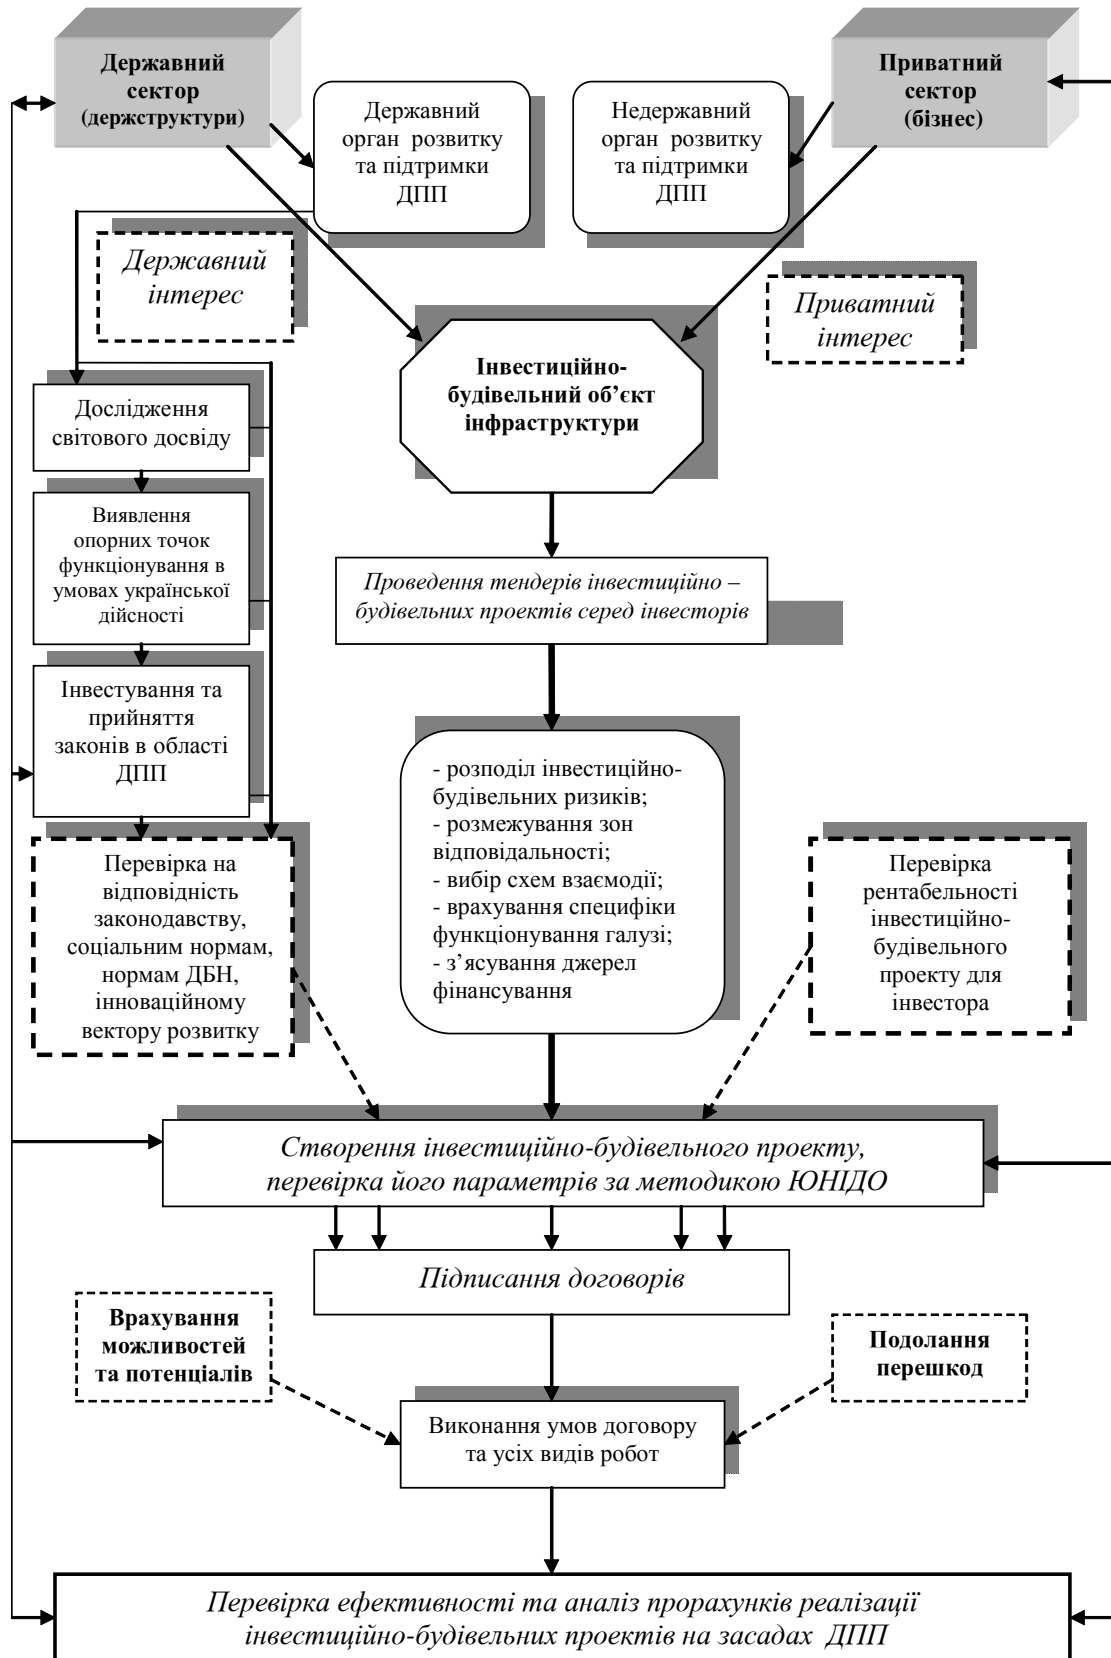 Державний
сектор
(держструктури)
Приватний
сектор
(бізнес)
Державний
орган розвитку
та підтримки
ДПП
Недержавний
орган розвитку
та підтримки
ДПП
Державний
інтерес
Приватний
інтерес
Інвестиційно-
будівельний об’єкт
інфраструктури
Дослідження
світового досвіду
Виявлення
опорних точок
функціонування в
умовах української
дійсності
Проведення тендерів інвестиційно –
будівельних проектів серед інвесторів
Інвестування та
прийняття
законів в області
ДПП
- розподіл інвестиційно-
будівельних ризиків;
- розмежування зон
відповідальності;
- вибір схем взаємодії;
- врахування специфіки
функціонування галузі;
- з’ясування джерел
фінансування
Перевірка на
відповідність
законодавству,
соціальним нормам,
нормам ДБН,
інноваційному
вектору розвитку
Перевірка
рентабельності
інвестиційно-
будівельного
проекту для
інвестора
Створення інвестиційно-будівельного проекту,
перевірка його параметрів за методикою ЮНІДО
Підписання договорів
Врахування
можливостей
та потенціалів
Подолання
перешкод
Виконання умов договору
та усіх видів робот
Перевірка ефективності та аналіз прорахунків реалізації
інвестиційно-будівельних проектів на засадах ДПП